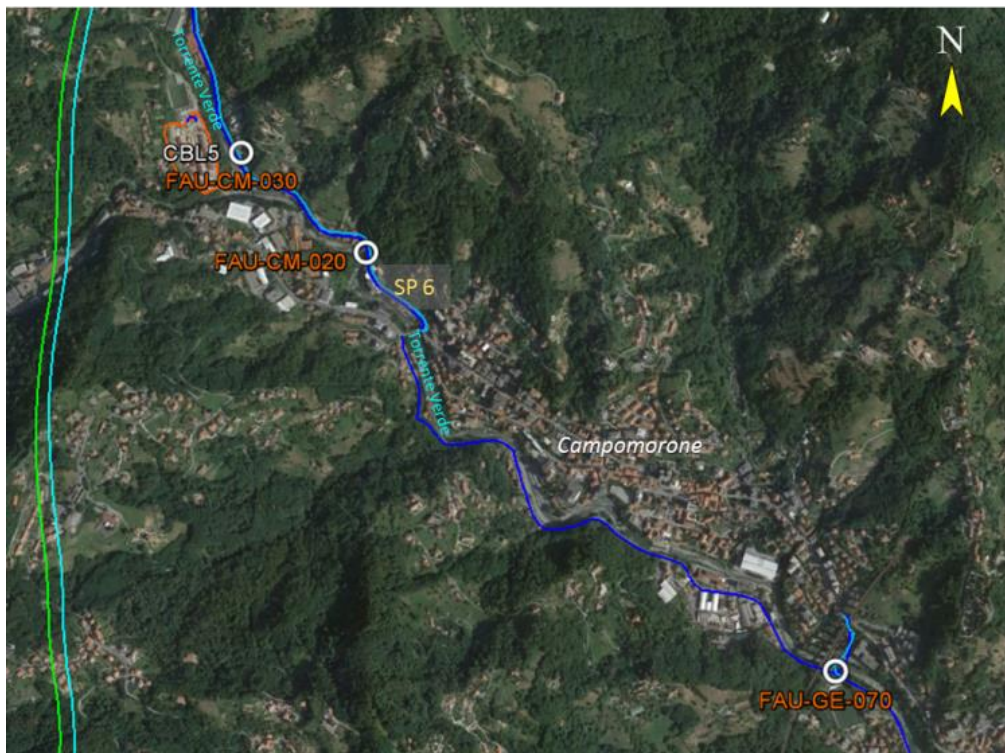 N
Torrente Verde
CBL5
FAU-CM-030
FAU-CM-020
SP 6
Torrente Verde
Campomorone
FAU-GE-070